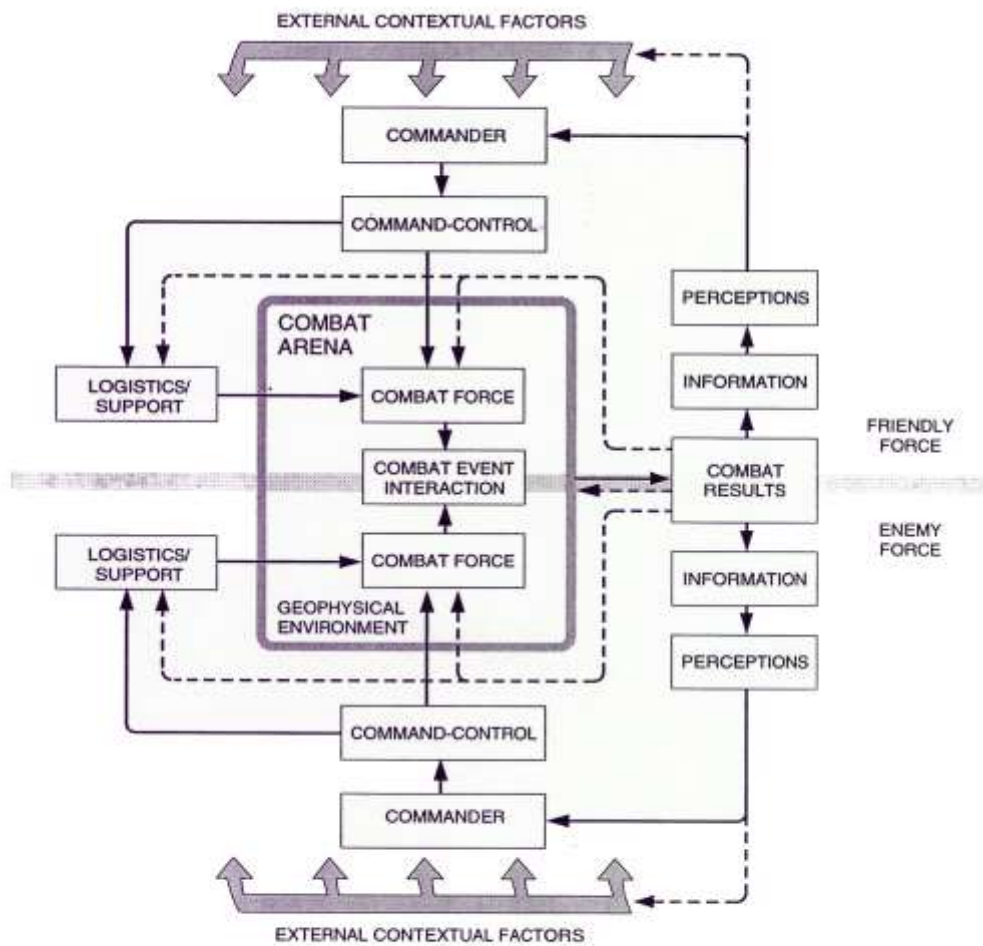 EXTERNAL CONTEXTUAL FACTORS
COMMANDER
COMMAND-CONTROL
PERCEPTIONS
COMBAT
ARENA
LOGISTICS/
SUPPORT
COMBAT FORCE
INFORMATION
FRIENDLY
FORCE
COMBAT EVENT
INTERACTION
COMBAT
RESULTS
ENEMY
FORCE
LOGISTICS/
SUPPORT
COMBAT FORCE
INFORMATION
GEOPHYSICAL
ENVIRONMENT
PERCEPTIONS
COMMAND-CONTROL
COMMANDER
EXTERNAL CONTEXTUAL FACTORS